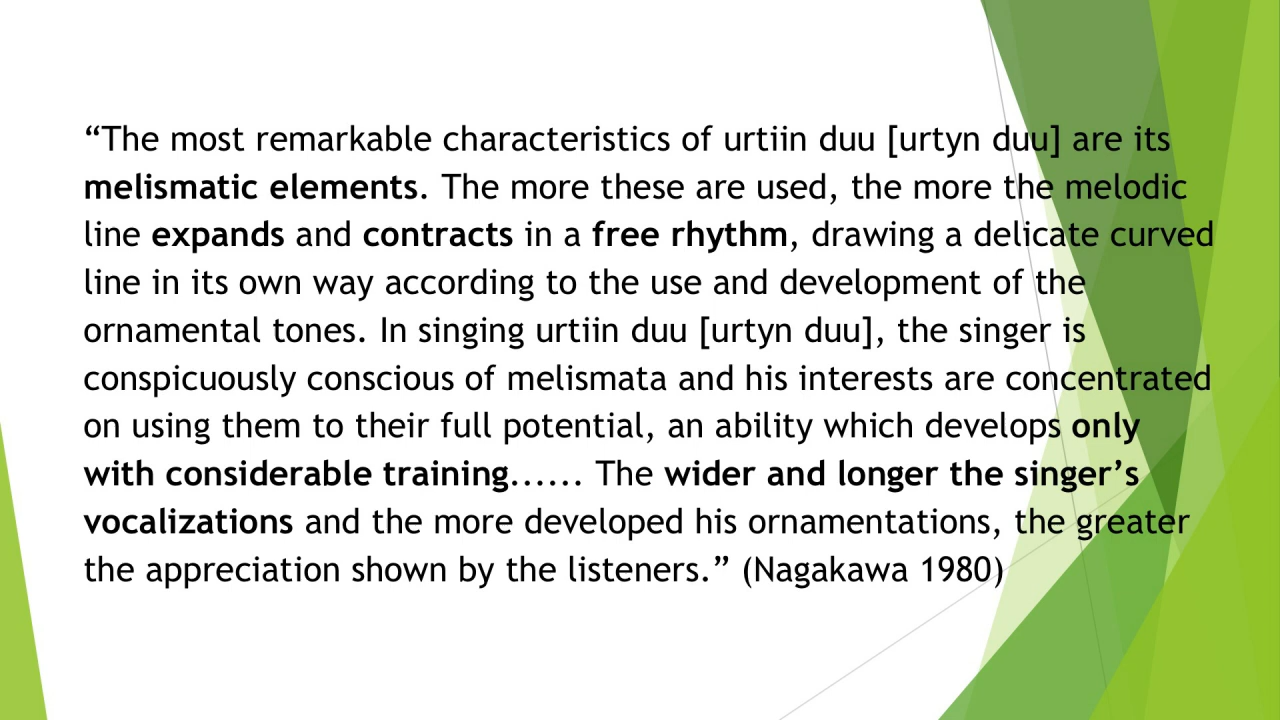 “The most remarkable characteristics of urtiin duu [urtyn duu] are its
melismatic elements. The more these are used, the more the melodic
line expands and contracts in a free rhythm, drawing a delicate curved
line in its own way according to the use and development of the
ornamental tones. In singing urtiin duu [urtyn duu], the singer is
conspicuously conscious of melismata and his interests are concentrated
on using them to their full potential, an ability which develops only
with considerable training...... The wider and longer the singer’s
vocalizations and the more developed his ornamentations, the greater
the appreciation shown by the listeners.” (Nagakawa 1980)